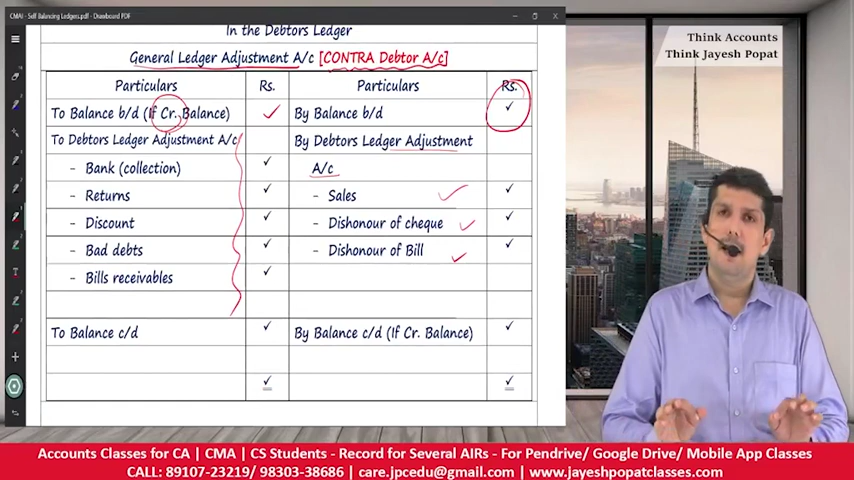 CMAI - Self Balancing Ledgers.pdf - Drawboard PDF
Think Accounts
Think Jayesh Popat
In the Debtors Ledger
General Ledger Adjustment A/c [CONTRA Debtor A/c]
Particulars Rs. Particulars Rs.
To Balance b/d (If Cr. Balance) By Balance b/d
To Debtors Ledger Adjustment A/c By Debtors Ledger Adjustment
- Bank (collection) A/c
- Returns - Sales
- Discount - Dishonour of cheque
- Bad debts - Dishonour of Bill
- Bills receivables
To Balance c/d By Balance c/d (If Cr. Balance)
Accounts Classes for CA | CMA | CS Students - Record for Several AIRs - For Pendrive/ Google Drive/ Mobile App Classes
CALL: 89107-23219/ 98303-38686 | care.jpcedu@gmail.com | www.jayeshpopatclasses.com